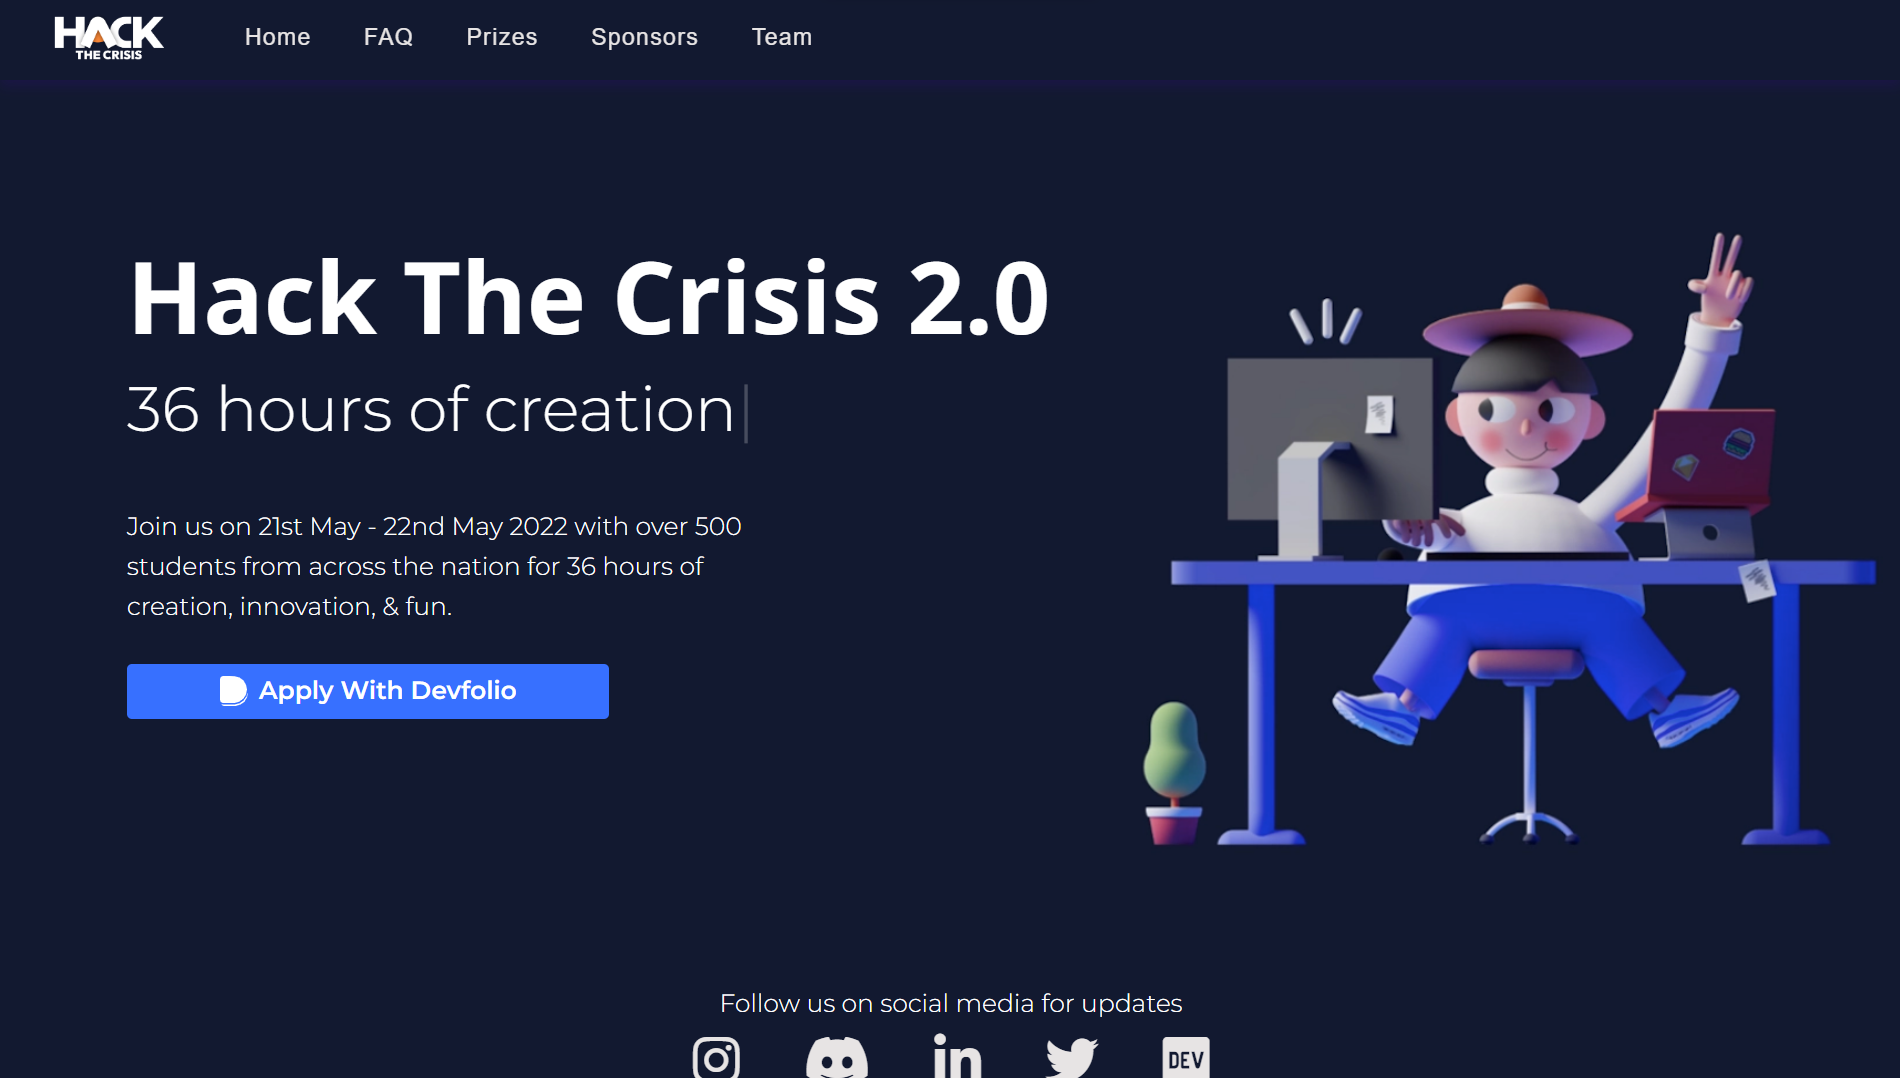 HACK
THE CRISIS
Home FAQ Prizes Sponsors Team
Hack The Crisis 2.0
36 hours of creation
Join us on 21st May - 22nd May 2022 with over 500
students from across the nation for 36 hours of
creation, innovation, & fun.
Apply With Devfolio
Follow us on social media for updates
in
DEV